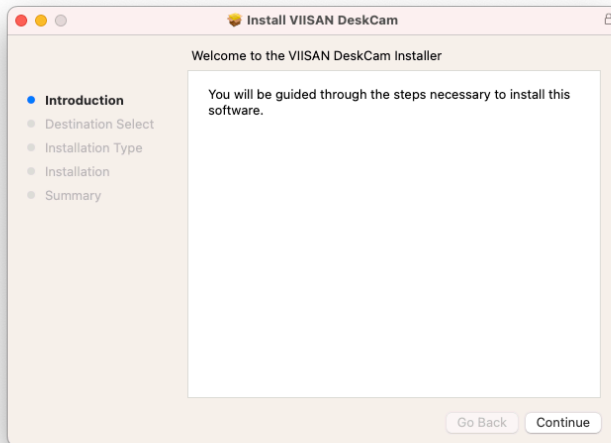 Install VIISAN DeskCam
Welcome to the VIISAN DeskCam Installer
Introduction
Destination Select
Installation Type
Installation
Summary
You will be guided through the steps necessary to install this
software.
Go Back
Continue